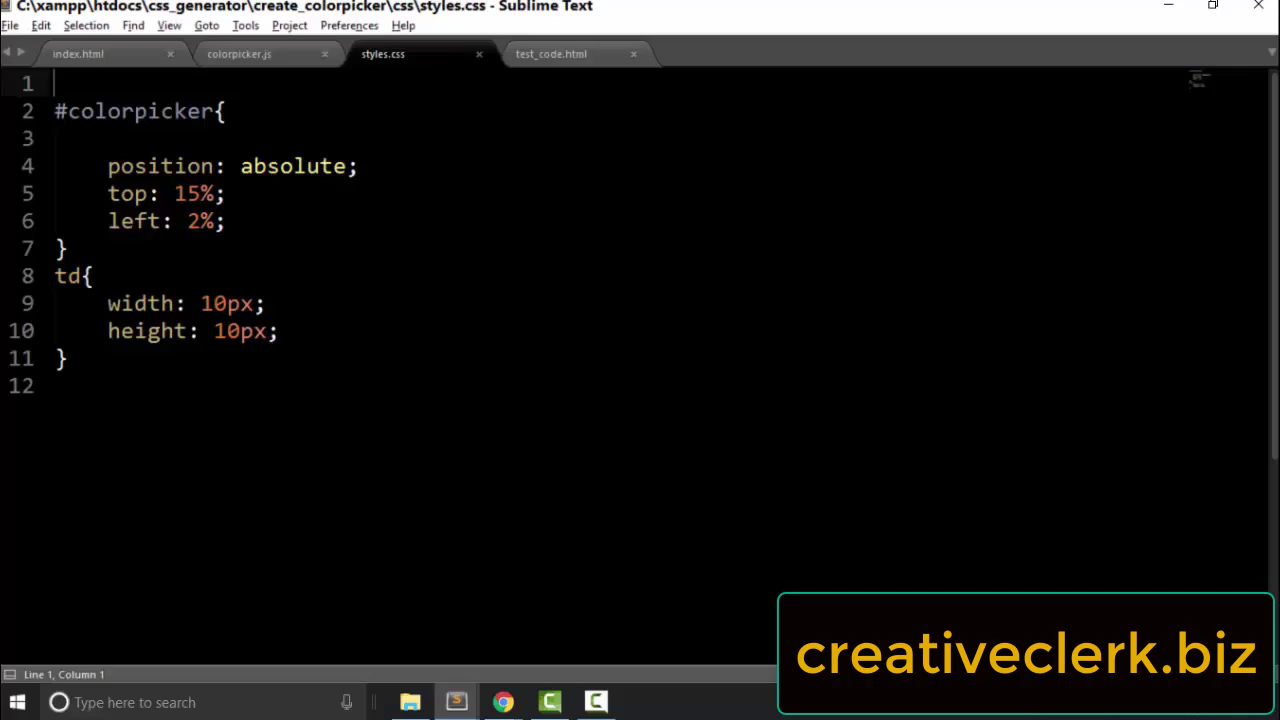 C:\xampp\htdocs\css_generator\create_colorpicker\css\styles.css - Sublime Text
File Edit Selection Find View Goto Tools Project Preferences Help
index.html × colorpicker.js × styles.css × test_code.html ×
1
2 #colorpicker{
3
4 position: absolute;
5 top: 15%;
6 left: 2%;
7 }
8 td{
9 width: 10px;
10 height: 10px;
11 }
12
creativeclerk.biz
Line 1, Column 1
Type here to search